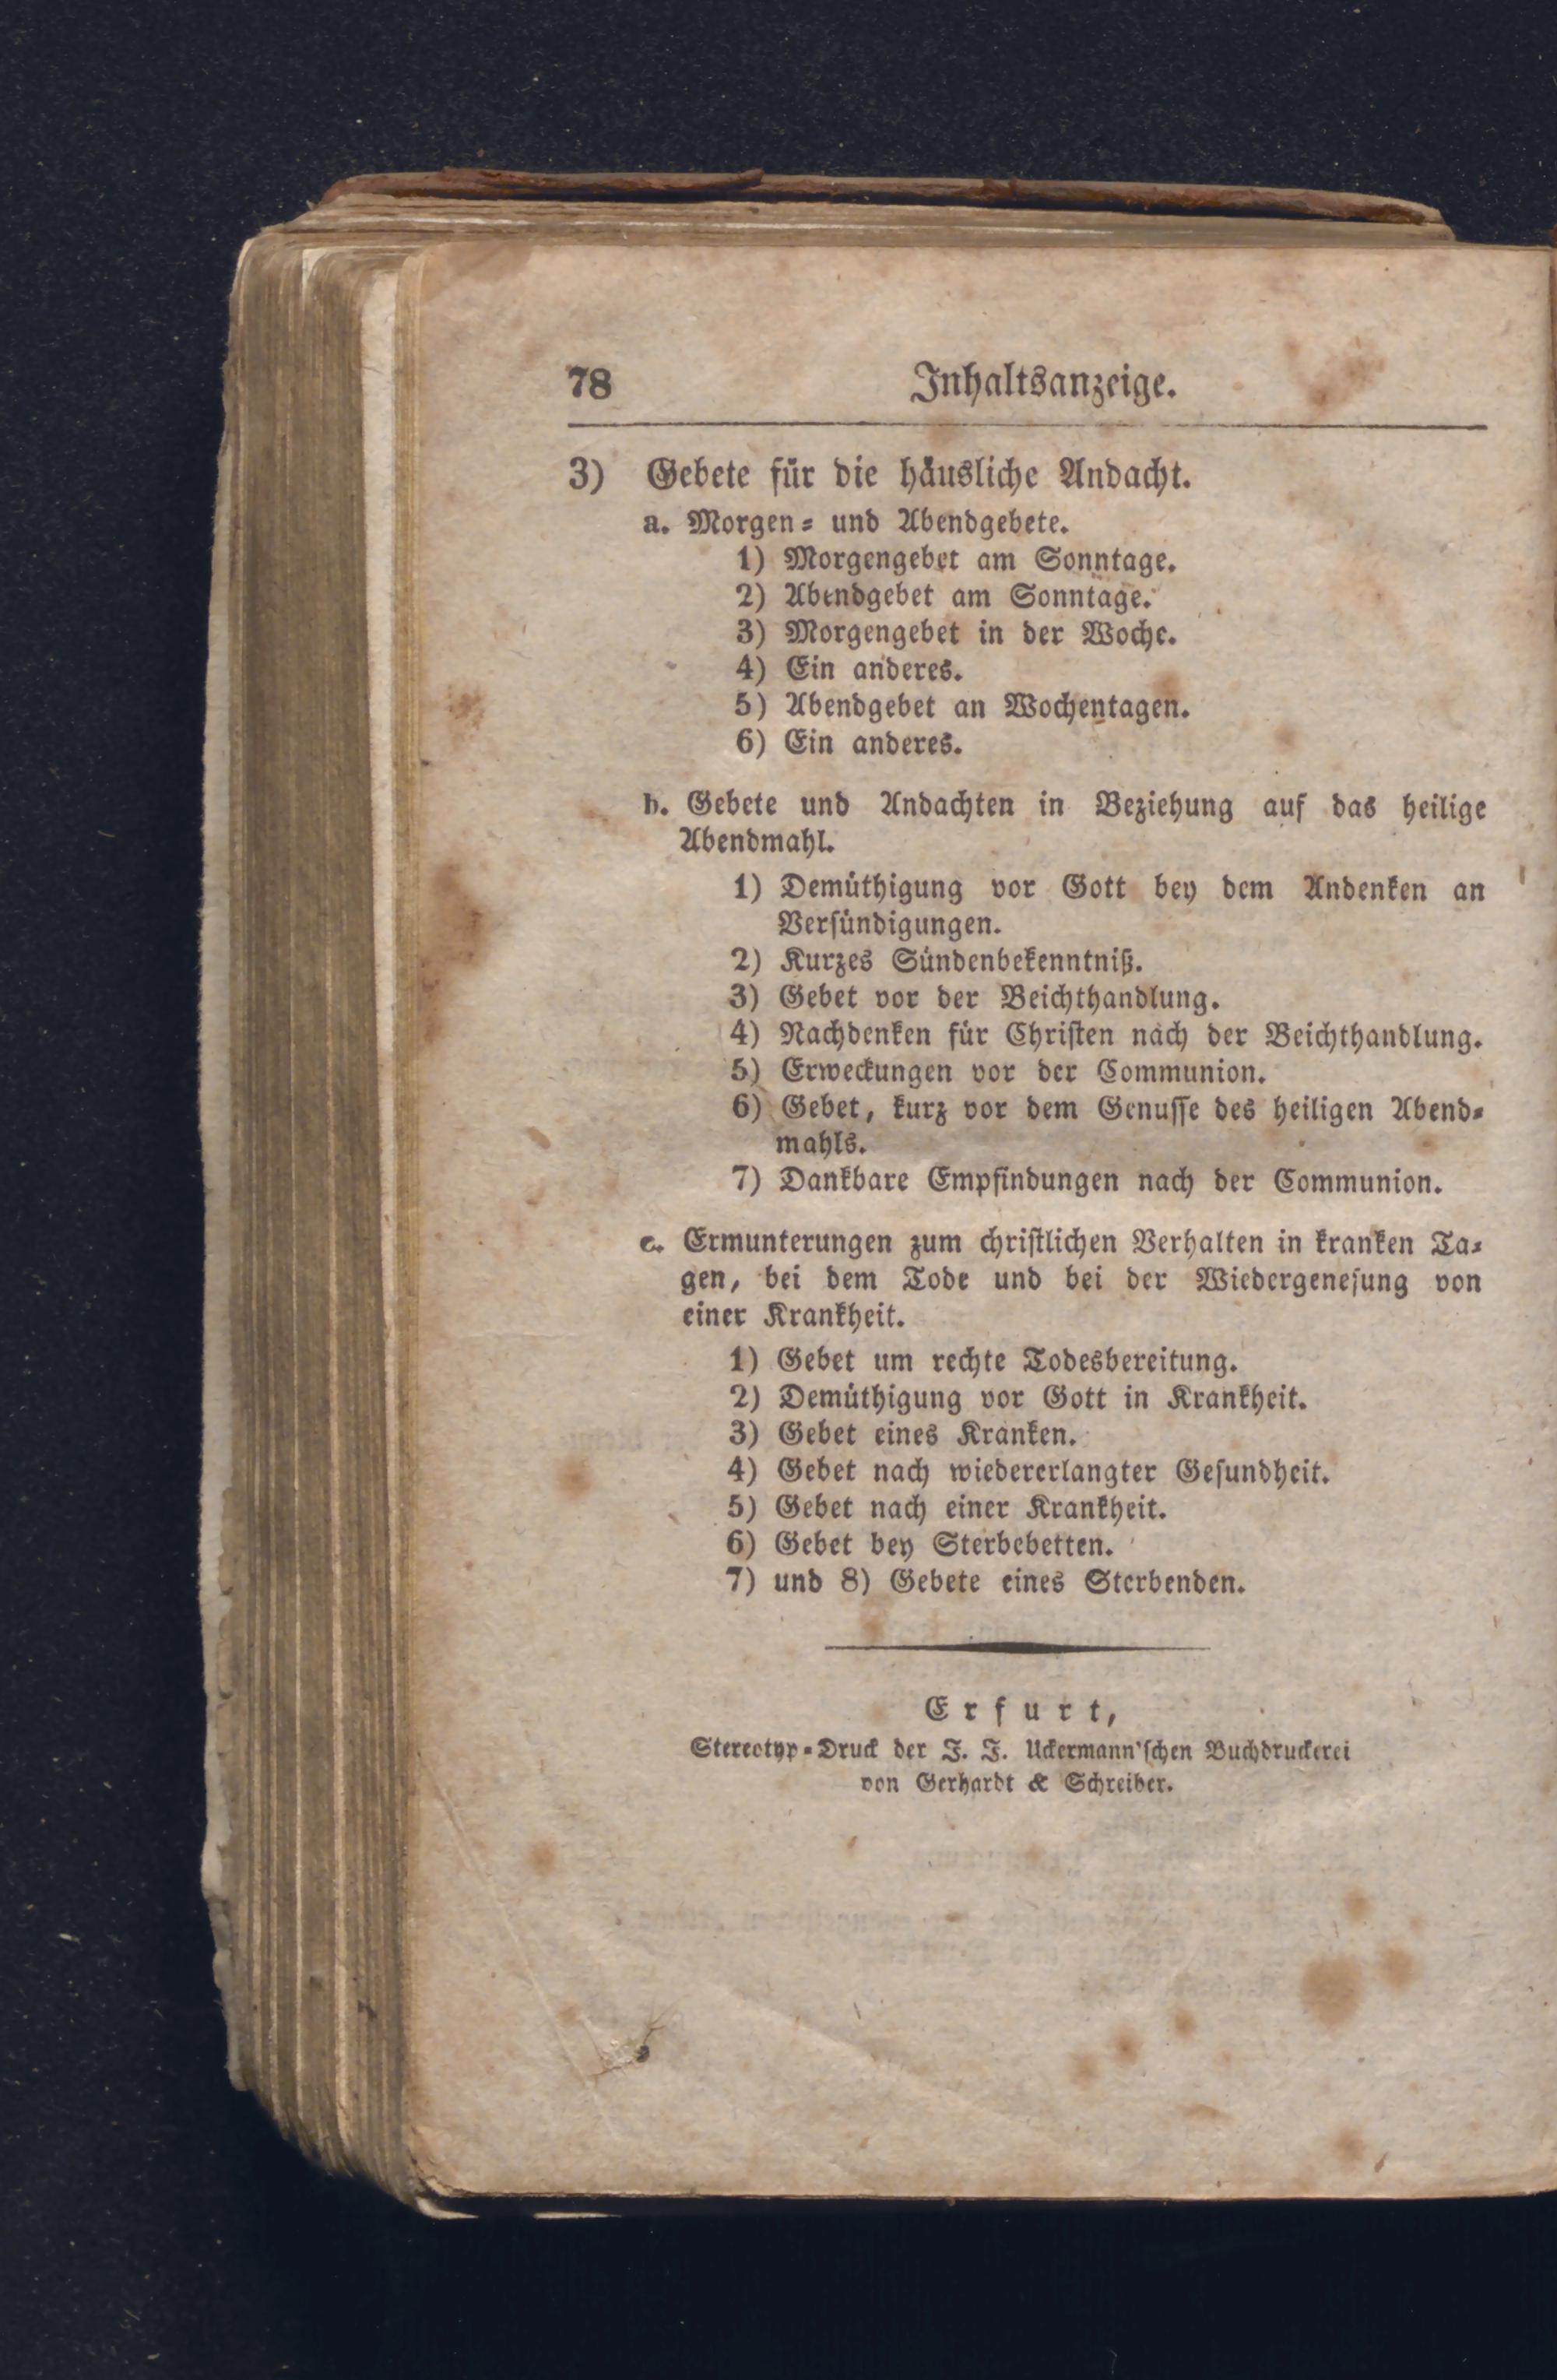 78 Inhaltsanzeige.
3) Gebete für die häusliche Andacht.
a. Morgen- und Abendgebete.
1) Morgengebet am Sonntage.
2) Abendgebet am Sonntage.
3) Morgengebet in der Woche.
4) Ein anderes.
5) Abendgebet an Wochentagen.
6) Ein anderes.
b. Gebete und Andachten in Beziehung auf das heilige
Abendmahl.
1) Demüthigung vor Gott bey dem Andenken an
Versündigungen.
2) Kurzes Sündenbekenntniß.
3) Gebet vor der Beichthandlung.
4) Nachdenken für Christen nach der Beichthandlung.
5) Erweckungen vor der Communion.
6) Gebet, kurz vor dem Genusse des heiligen Abend-
mahls.
7) Dankbare Empfindungen nach der Communion.
c. Ermunterungen zum christlichen Verhalten in kranken Ta-
gen, bei dem Tode und bei der Wiedergenesung von
einer Krankheit.
1) Gebet um rechte Todesbereitung.
2) Demüthigung vor Gott in Krankheit.
3) Gebet eines Kranken.
4) Gebet nach wiedererlangter Gesundheit.
5) Gebet nach einer Krankheit.
6) Gebet bey Sterbebetten.
7) und 8) Gebete eines Sterbenden.
Erfurt,
Stereotyp-Druck der J. J. Uckermann'schen Buchdruckerei
von Gerhardt & Schreiber.